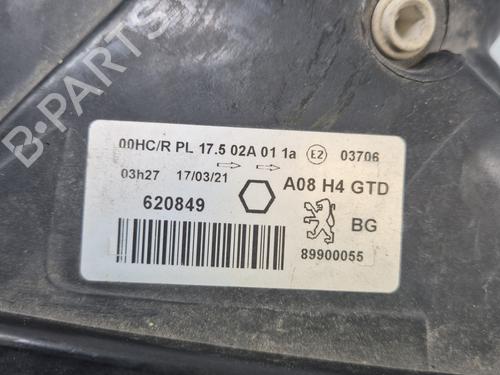 B-PARTS
00HC/R PL 17.5 02A 01 1a E2 03706
03h27 17/03/21 A08 H4 GTD
620849 BG
89900055